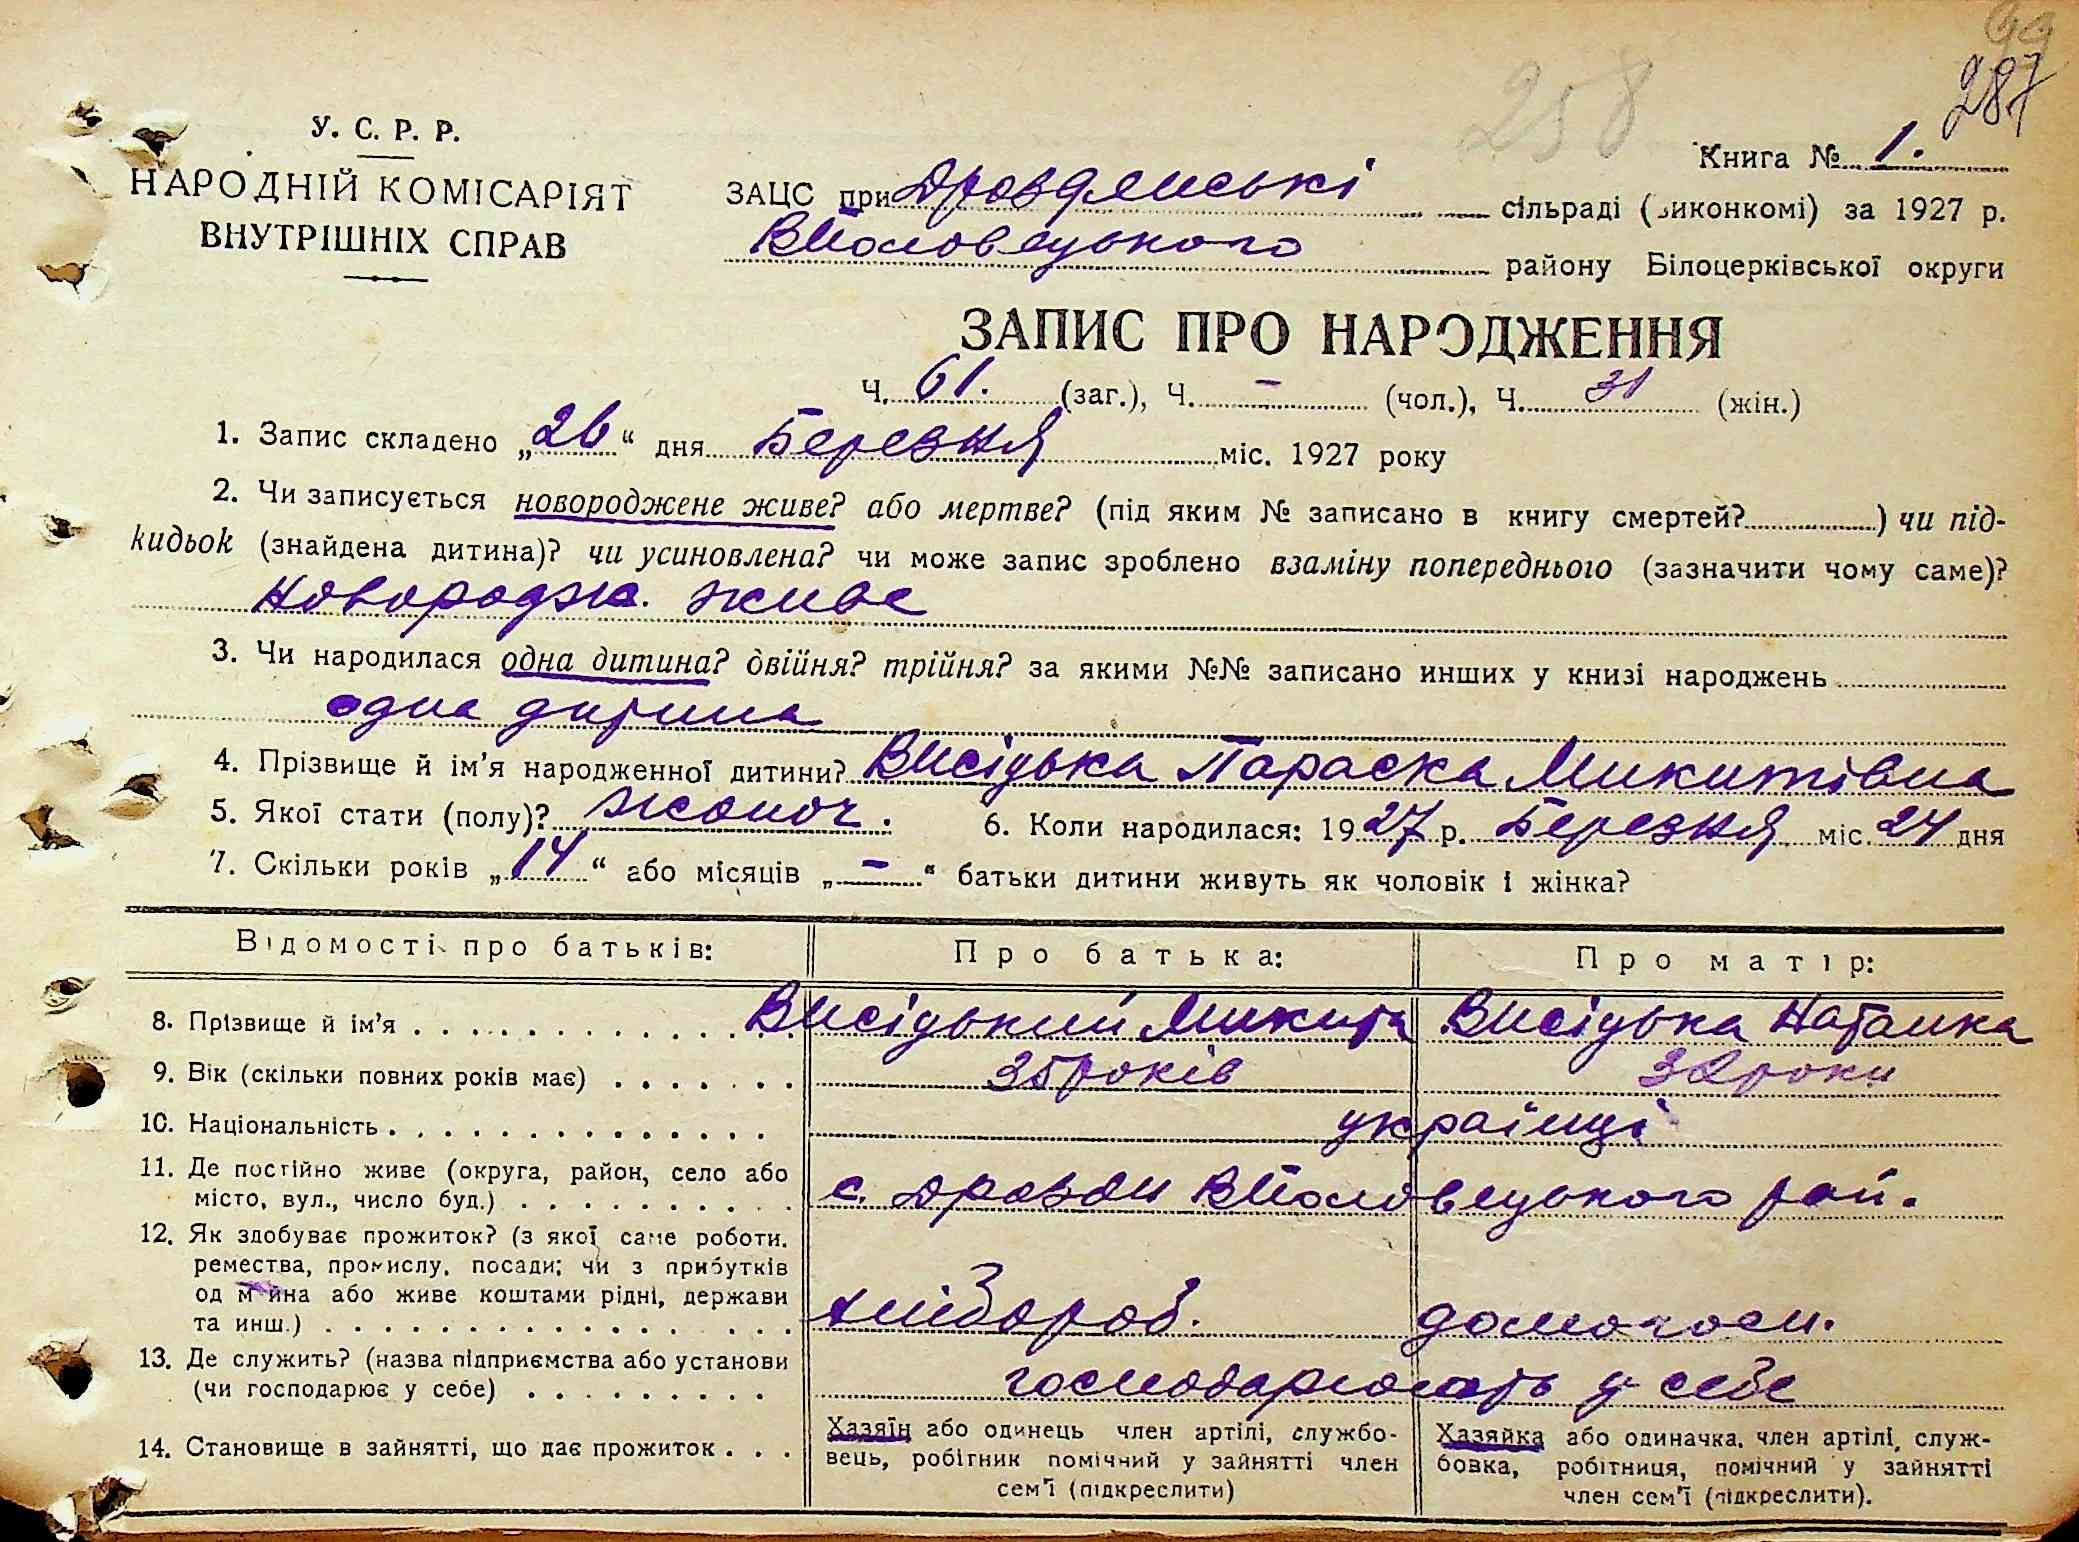 99
287
258
У. С. Р. Р.
НАРОДНІЙ КОМІСАРІЯТ
ВНУТРІШНІХ СПРАВ
Книга № 1.
ЗАЦС при Дроздянські сільраді (виконкомі) за 1927 р.
ВПоловецького району Білоцерківської округи
ЗАПИС ПРО НАРОДЖЕННЯ
Ч. 61. (заг.), Ч. - (чол.), Ч. 31 (жін.)
1. Запис складено „26“ дня Березня міс. 1927 року
2. Чи записується новороджене живе? або мертве? (під яким № записано в книгу смертей?) чи під-
кидьок (знайдена дитина)? чи усиновлена? чи може запис зроблено взаміну попереднього (зазначити чому саме)?
Новородж. живе
3. Чи народилася одна дитина? двійня? трійня? за якими №№ записано инших у книзі народжень
одна дитина
4. Прізвище й ім'я народженної дитини? Висіцька Параска Микитівна
5. Якої стати (полу)? жоноч. 6. Коли народилася: 1927 р. Березня міс. 24 дня
7. Скільки років „14“ або місяців „-“ батьки дитини живуть як чоловік і жінка?
Відомості про батьків: Про батька: Про матір:
8. Прізвище й ім'я . . . . . . . . . . . . . . Висіцький Микита Висіцька Наталка
9. Вік (скільки повних років має) . . . . . . . 35 років 32 роки
10. Національність . . . . . . . . . . . . . . українці
11. Де постійно живе (округа, район, село або
місто, вул., число буд.) . . . . . . . . . . с. Дрозди ВПоловецького рай.
12. Як здобуває прожиток? (з якої саме роботи,
ремества, промислу, посади; чи з прибутків
од майна або живе коштами рідні, держави
та инш.) . . . . . . . . . . . . . . . хлібороб. домогосп.
13. Де служить? (назва підприємства або установи
(чи господарює у себе) . . . . . . . . . . господарюють у себе
14. Становище в зайнятті, що дає прожиток . . .
Хазяїн або одинець член артілі, службо-
вець, робігник помічний у зайнятті член
сем'ї (підкреслити)
Хазяйка або одиначка, член артілі, служ-
бовка, робітниця, помічний у зайнятті
член сем'ї (підкреслити).